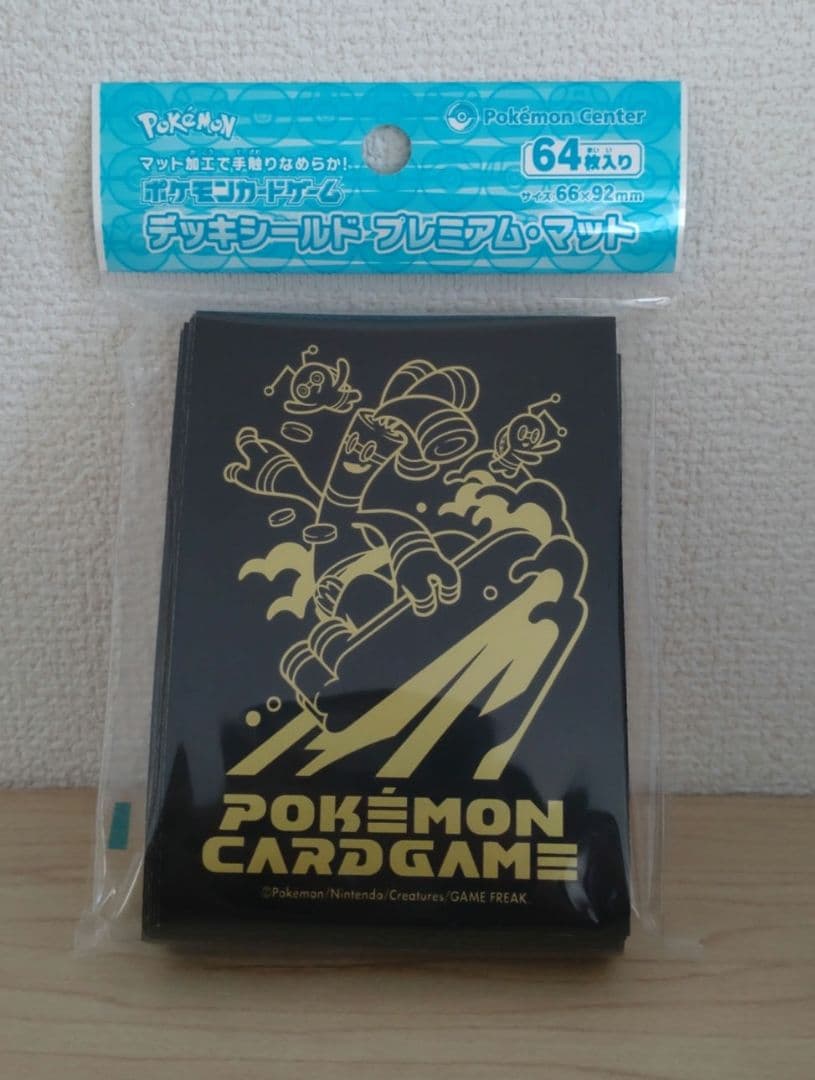 POKÉMON
Pokémon Center
マット加工で手触りなめらか!
64枚入り
ポケモンカードゲーム
サイズ 66×92mm
デッキシールド プレミアム・マット
POKÉMON
CARDGAME
©Pokémon/Nintendo/Creatures/GAME FREAK